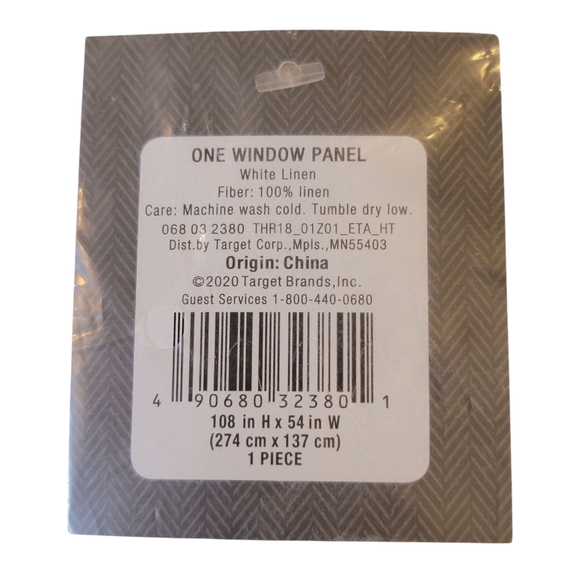 ONE WINDOW PANEL
White Linen
Fiber: 100% linen
Care: Machine wash cold. Tumble dry low.
068 03 2380 THR18_01Z01_ETA_HT
Dist.by Target Corp.,Mpls.,MN55403
Origin: China
©2020 Target Brands,Inc.
Guest Services 1-800-440-0680
4 90680 32380 1
108 in H x 54 in W
(274 cm x 137 cm)
1 PIECE